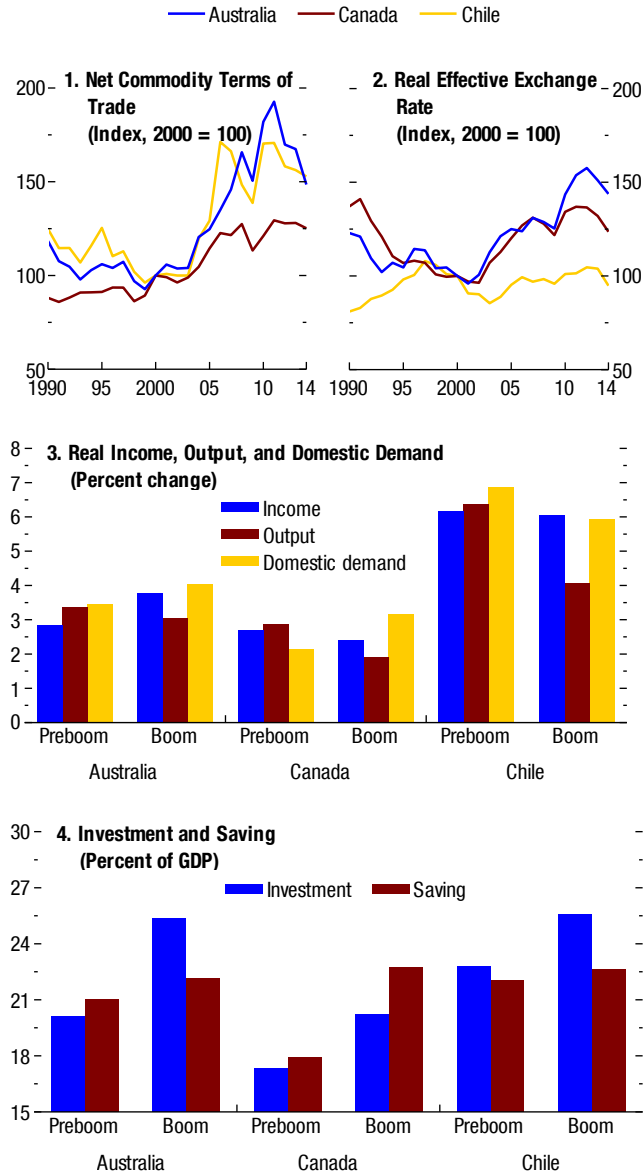 Australia Canada Chile
1. Net Commodity Terms of
Trade
(Index, 2000 = 100)
200
150
100
50
1990 95 2000 05 10 14
2. Real Effective Exchange
Rate
(Index, 2000 = 100)
200
150
100
50
1990 95 2000 05 10 14
3. Real Income, Output, and Domestic Demand
(Percent change)
Income
Output
Domestic demand
8
7
6
5
4
3
2
1
0
Preboom Boom Preboom Boom Preboom Boom
Australia Canada Chile
4. Investment and Saving
(Percent of GDP)
Investment Saving
30
27
24
21
18
15
Preboom Boom Preboom Boom Preboom Boom
Australia Canada Chile